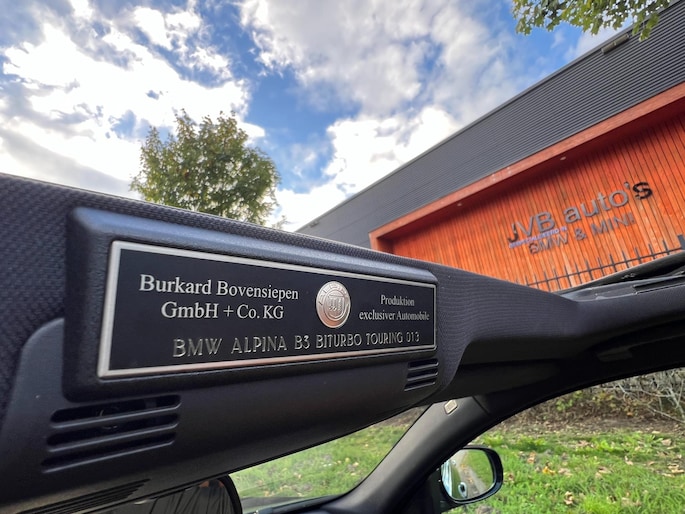 Burkard Bovensiepen
GmbH + Co. KG
Produktion
exclusiver Automobile
BMW ALPINA B3 BITURBO TOURING 013
JVB auto's
BMW & MINI